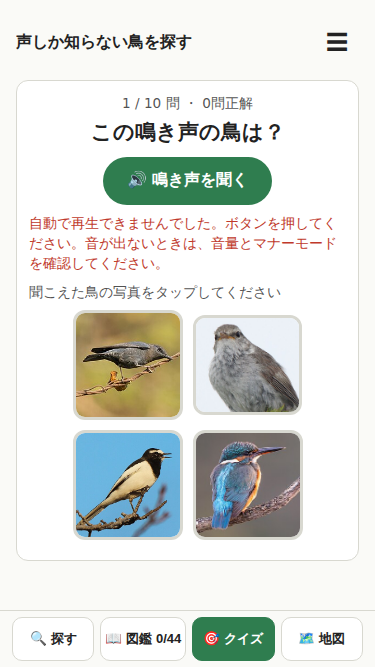 声しか知らない鳥を探す
1 / 10 問 ・ 0問正解
この鳴き声の鳥は？
🔊 鳴き声を聞く
自動で再生できませんでした。ボタンを押してく
ださい。音が出ないときは、音量とマナーモード
を確認してください。
聞こえた鳥の写真をタップしてください
🔍 探す
📖 図鑑 0/44
🎯 クイズ
🗺️ 地図